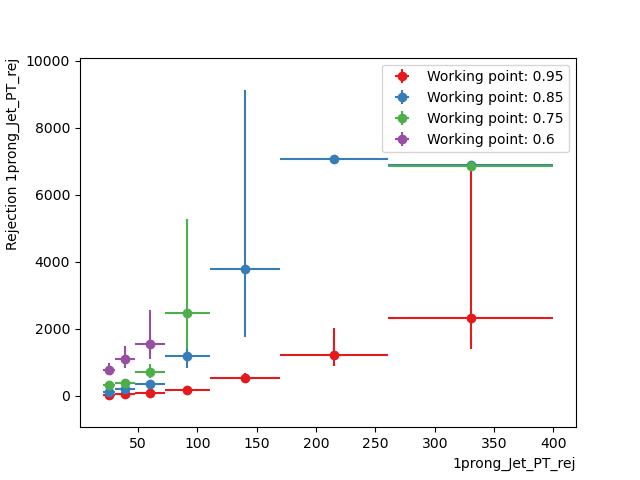 10000
8000
6000
4000
2000
0
Rejection 1prong_Jet_PT_rej
Working point: 0.95
Working point: 0.85
Working point: 0.75
Working point: 0.6
50 100 150 200 250 300 350 400
1prong_Jet_PT_rej